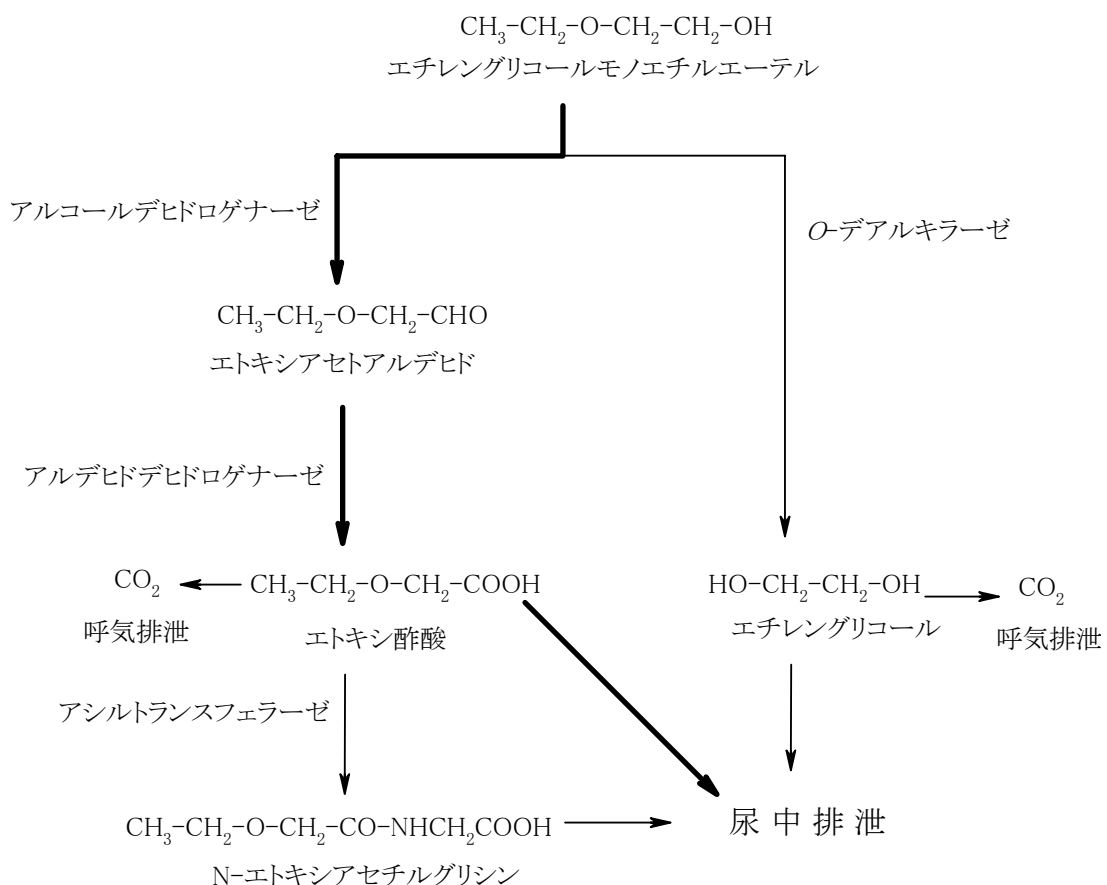 CH₃-CH₂-O-CH₂-CH₂-OH
エチレングリコールモノエチルエーテル
アルコールデヒドロゲナーゼ
O-デアルキラーゼ
CH₃-CH₂-O-CH₂-CHO
エトキシアセトアルデヒド
アルデヒドデヒドロゲナーゼ
CO₂
呼気排泄
CH₃-CH₂-O-CH₂-COOH
エトキシ酢酸
HO-CH₂-CH₂-OH
エチレングリコール
CO₂
呼気排泄
アシルトランスフェラーゼ
CH₃-CH₂-O-CH₂-CO-NHCH₂COOH
N-エトキシアセチルグリシン
尿中排泄